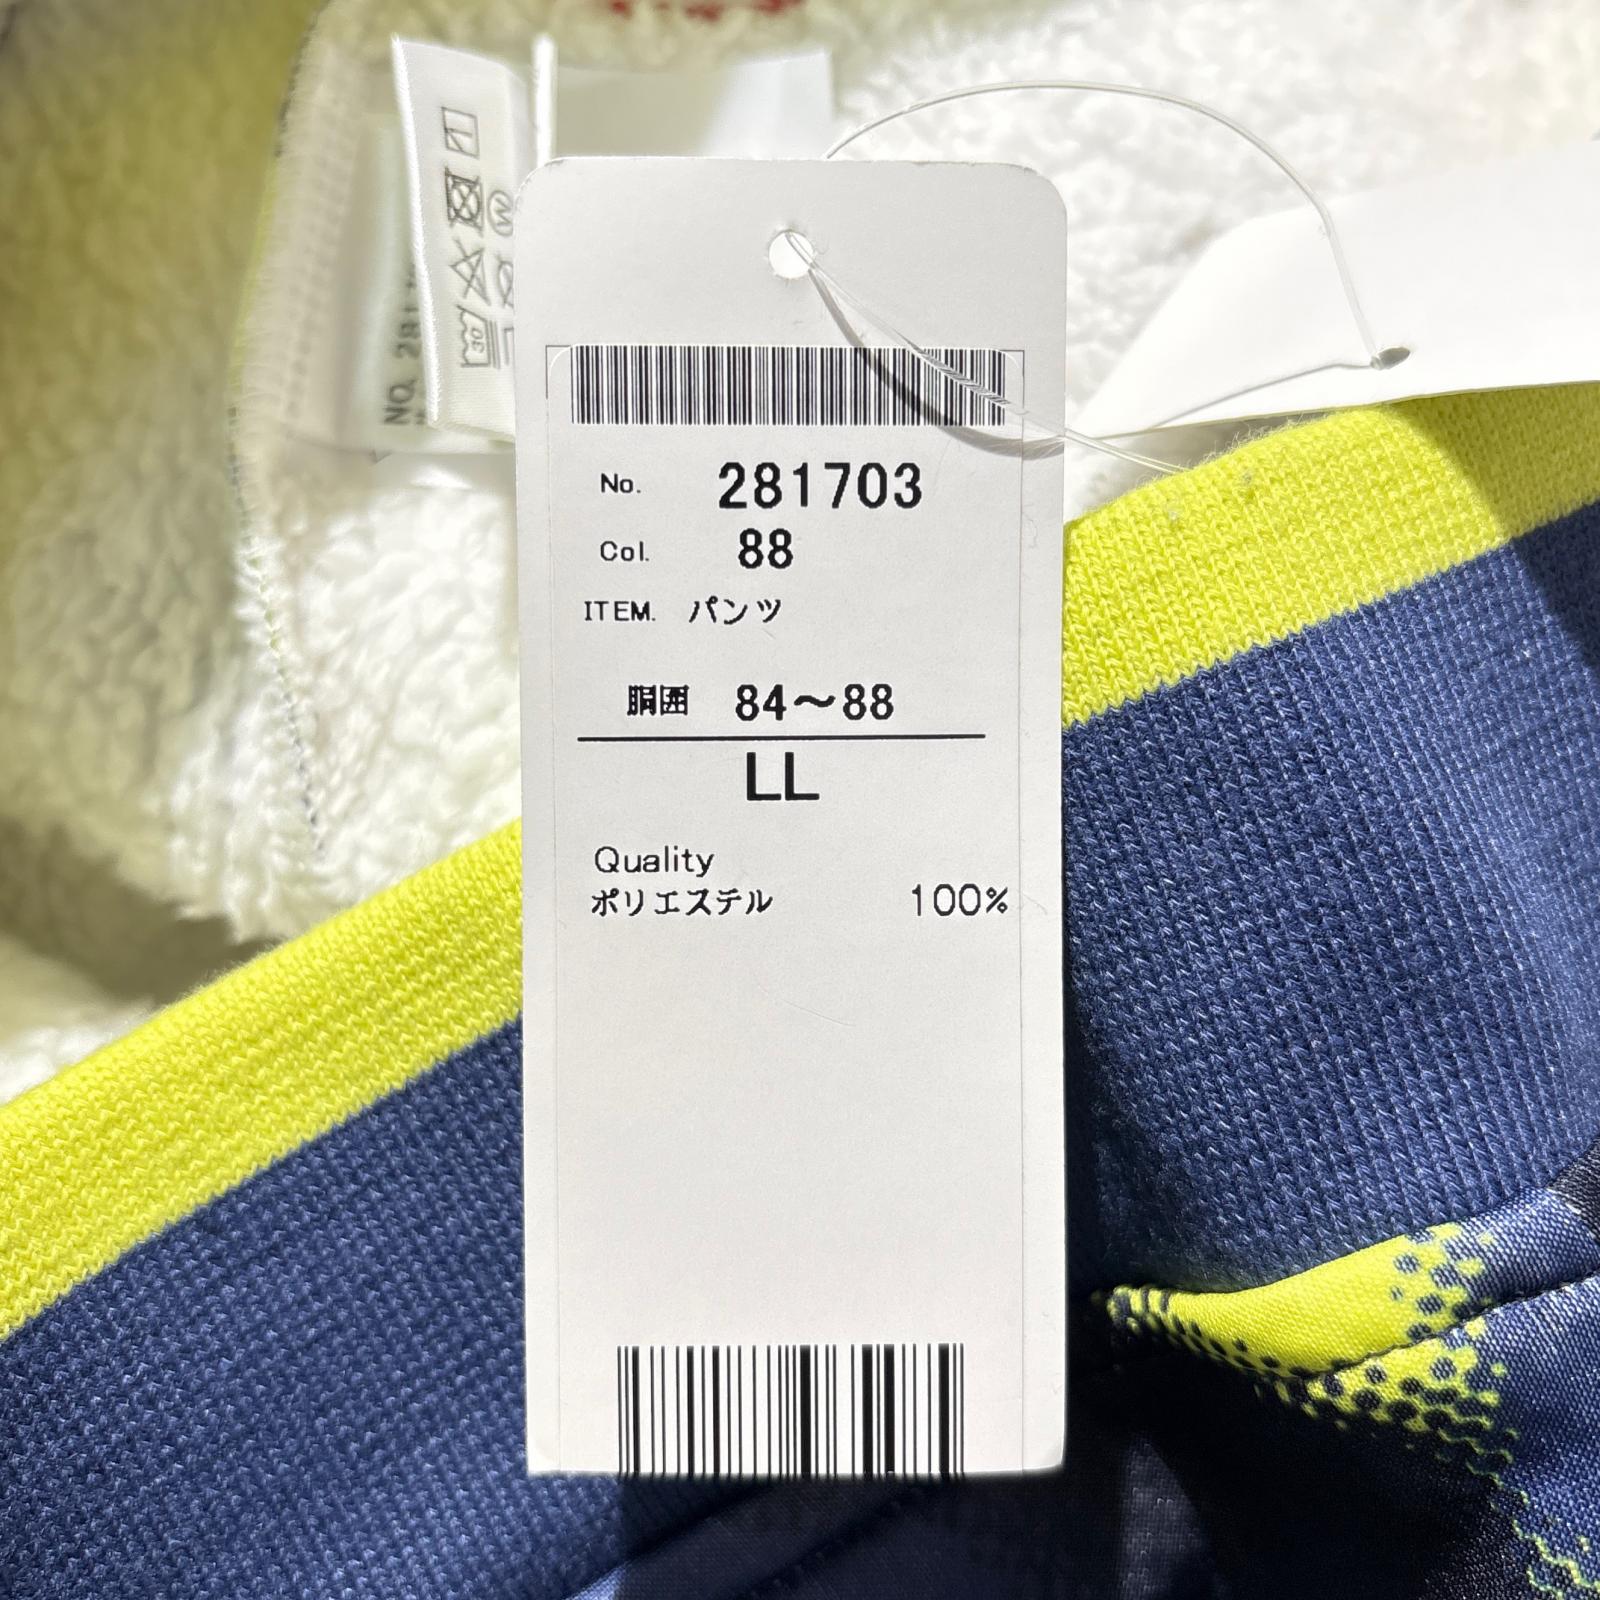 No. 281703
Col. 88
ITEM. パンツ
胴囲 84～88
LL
Quality
ポリエステル 100%
NO. 281
W
30